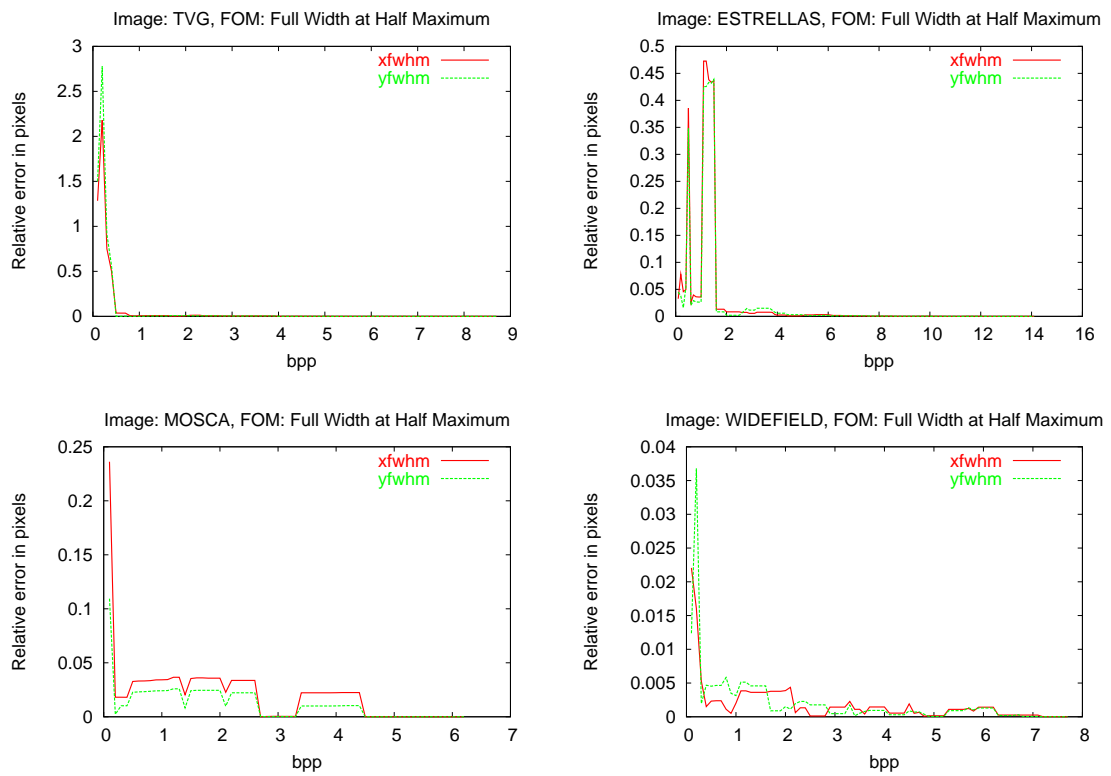 Image: TVG, FOM: Full Width at Half Maximum
3
2.5
2
1.5
1
0.5
0
Relative error in pixels
xfwhm
yfwhm
0 1 2 3 4 5 6 7 8 9
bpp
Image: ESTRELLAS, FOM: Full Width at Half Maximum
0.5
0.45
0.4
0.35
0.3
0.25
0.2
0.15
0.1
0.05
0
Relative error in pixels
xfwhm
yfwhm
0 2 4 6 8 10 12 14 16
bpp
Image: MOSCA, FOM: Full Width at Half Maximum
0.25
0.2
0.15
0.1
0.05
0
Relative error in pixels
xfwhm
yfwhm
0 1 2 3 4 5 6 7
bpp
Image: WIDEFIELD, FOM: Full Width at Half Maximum
0.04
0.035
0.03
0.025
0.02
0.015
0.01
0.005
0
Relative error in pixels
xfwhm
yfwhm
0 1 2 3 4 5 6 7 8
bpp